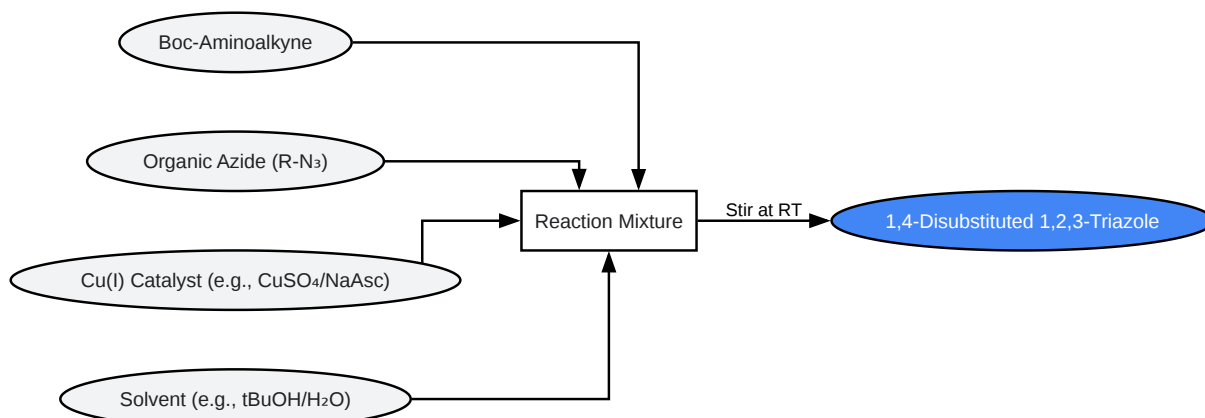 Boc-Aminoalkyne
Organic Azide (R-N₃)
Reaction Mixture
Stir at RT
1,4-Disubstituted 1,2,3-Triazole
Cu(I) Catalyst (e.g., CuSO₄/NaAsc)
Solvent (e.g., tBuOH/H₂O)